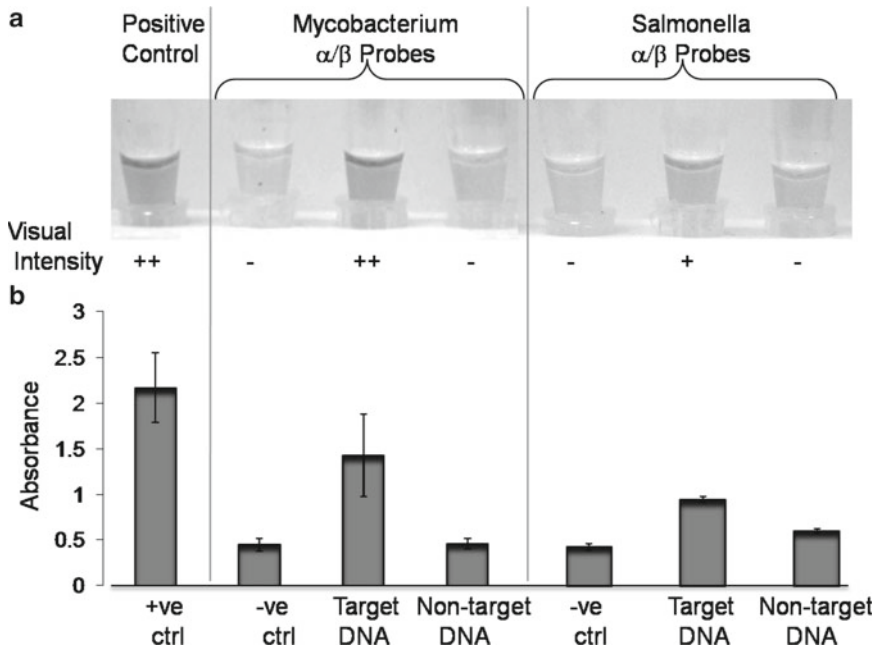 a
Positive Control
Mycobacterium
α/β Probes
Salmonella
α/β Probes
Visual Intensity
++ - ++ - - + -
b
Absorbance
3
2.5
2
1.5
1
0.5
0
+ve ctrl
-ve ctrl
Target DNA
Non-target DNA
-ve ctrl
Target DNA
Non-target DNA